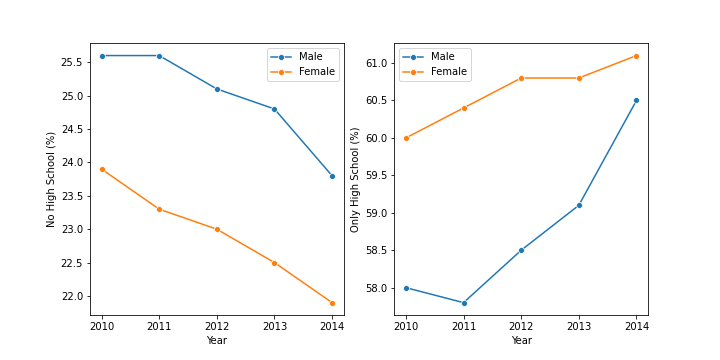 No High School (%)
25.5
25.0
24.5
24.0
23.5
23.0
22.5
22.0
2010 2011 2012 2013 2014
Year
Male
Female
Only High School (%)
61.0
60.5
60.0
59.5
59.0
58.5
58.0
2010 2011 2012 2013 2014
Year
Male
Female